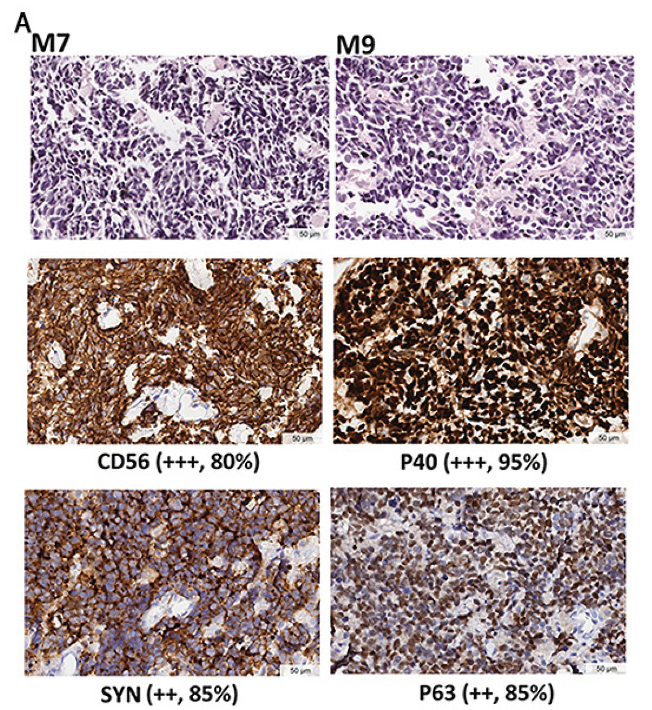 A
M7 M9
50 µm 50 µm
50 µm 50 µm
CD56 (+++, 80%) P40 (+++, 95%)
50 µm 50 µm
SYN (++, 85%) P63 (++, 85%)